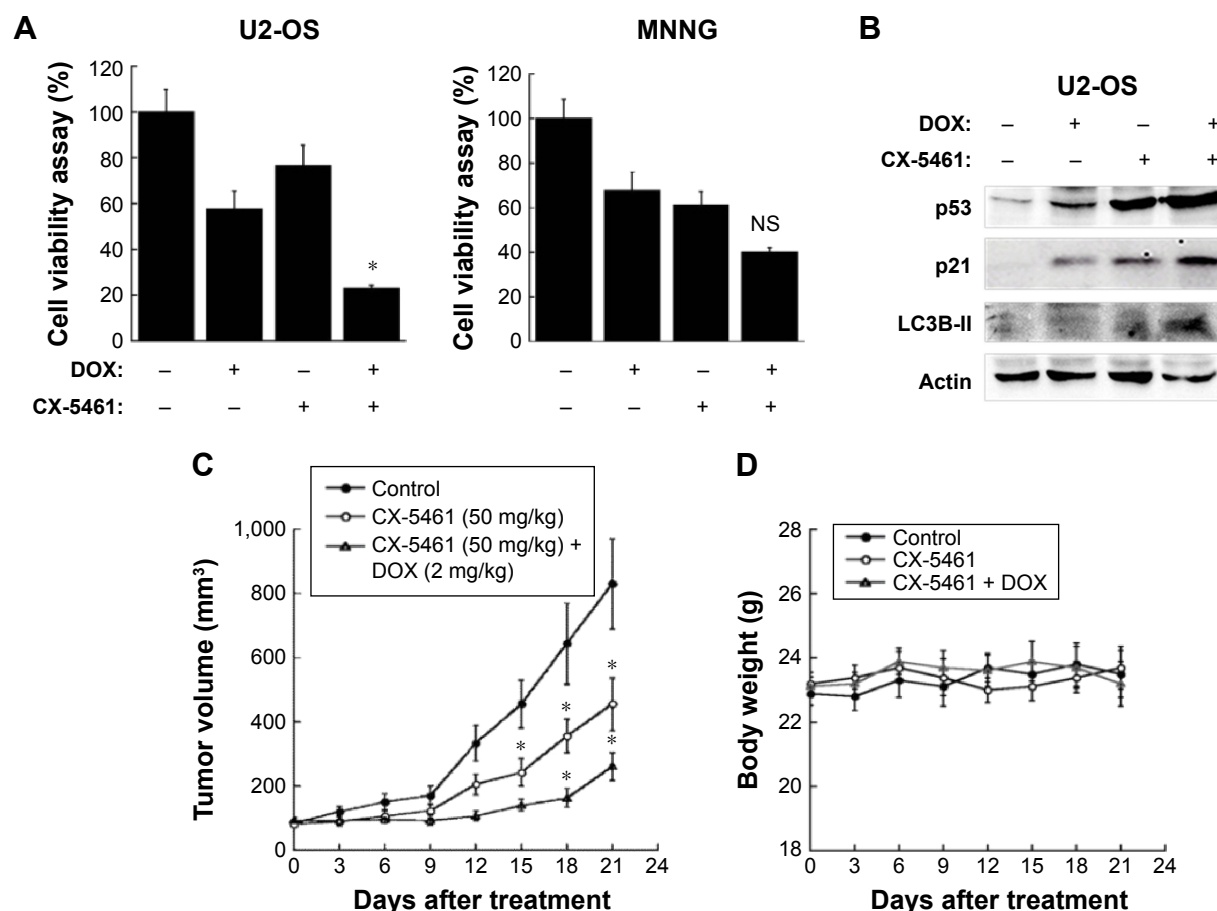 A
U2-OS
Cell viability assay (%)
120
100
80
60
40
20
0
*
DOX: – + – +
CX-5461: – – + +
MNNG
Cell viability assay (%)
120
100
80
60
40
20
0
NS
– + – +
– – + +
B
U2-OS
DOX: – + – +
CX-5461: – – + +
p53
p21
LC3B-II
Actin
C
Control
CX-5461 (50 mg/kg)
CX-5461 (50 mg/kg) +
DOX (2 mg/kg)
Tumor volume (mm³)
1,000
800
600
400
200
0
* * *
* *
0 3 6 9 12 15 18 21 24
Days after treatment
D
Control
CX-5461
CX-5461 + DOX
Body weight (g)
28
26
24
22
20
18
0 3 6 9 12 15 18 21 24
Days after treatment